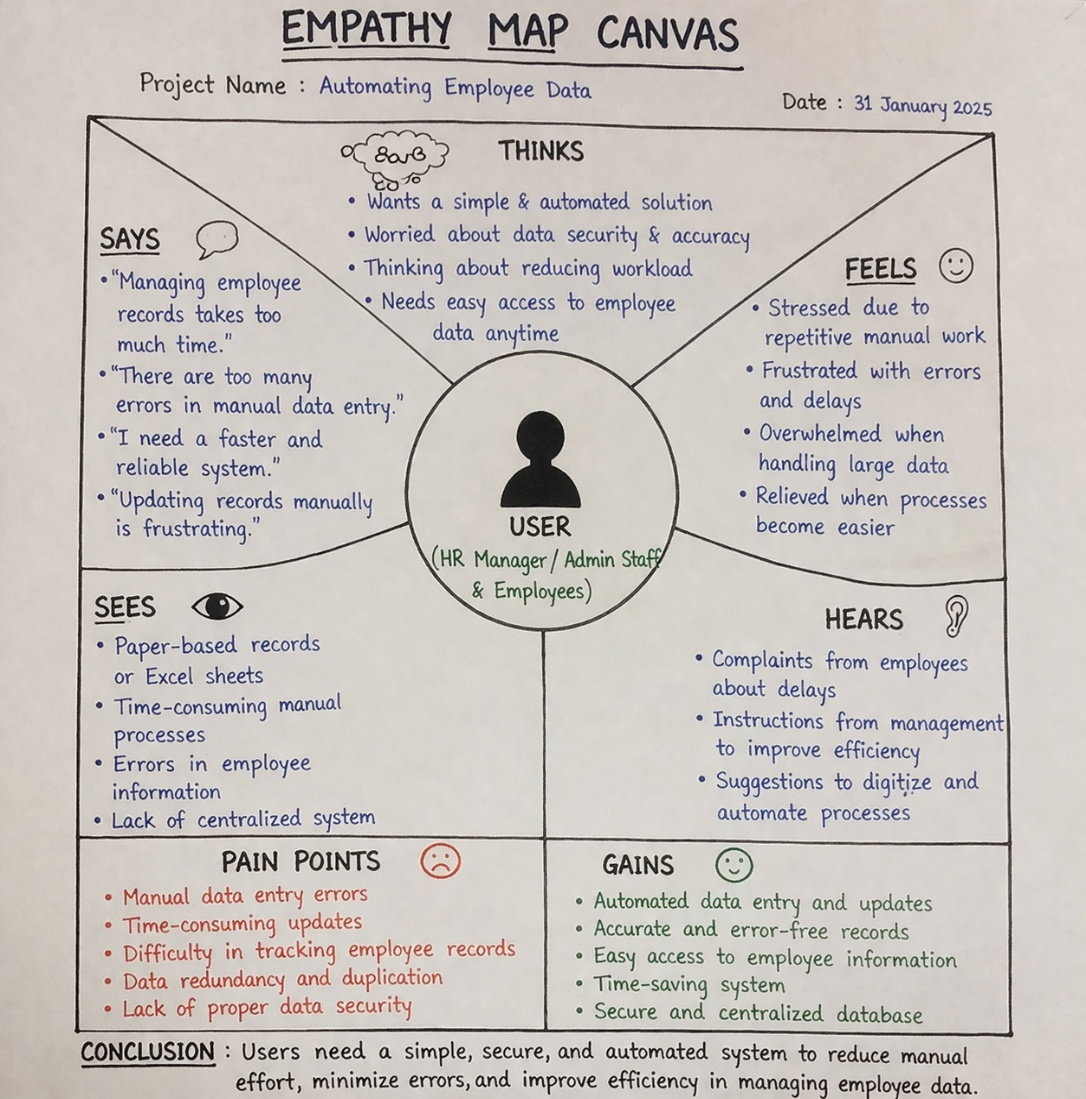 EMPATHY MAP CANVAS
Project Name : Automating Employee Data
Date : 31 January 2025
THINKS
• Wants a simple & automated solution
• Worried about data security & accuracy
• Thinking about reducing workload
• Needs easy access to employee
data anytime
SAYS
• "Managing employee
records takes too
much time."
• "There are too many
errors in manual data entry."
• "I need a faster and
reliable system."
• "Updating records manually
is frustrating."
FEELS
• Stressed due to
repetitive manual work
• Frustrated with errors
and delays
• Overwhelmed when
handling large data
• Relieved when processes
become easier
USER
(HR Manager / Admin Staff
& Employees)
SEES
• Paper-based records
or Excel sheets
• Time-consuming manual
processes
• Errors in employee
information
• Lack of centralized system
HEARS
• Complaints from employees
about delays
• Instructions from management
to improve efficiency
• Suggestions to digitize and
automate processes
PAIN POINTS
• Manual data entry errors
• Time-consuming updates
• Difficulty in tracking employee records
• Data redundancy and duplication
• Lack of proper data security
GAINS
• Automated data entry and updates
• Accurate and error-free records
• Easy access to employee information
• Time-saving system
• Secure and centralized database
CONCLUSION : Users need a simple, secure, and automated system to reduce manual
effort, minimize errors, and improve efficiency in managing employee data.